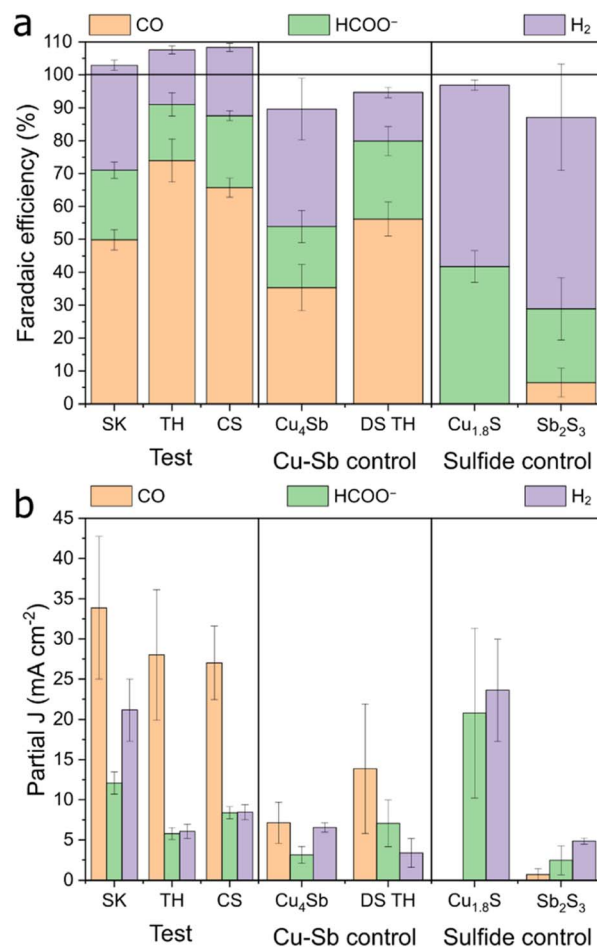 a CO HCOO⁻ H₂
110
100
90
80
70
60
50
40
30
20
10
0
Faradaic efficiency (%)
SK TH CS Cu₄Sb DS TH Cu₁.₈S Sb₂S₃
Test Cu-Sb control Sulfide control
b CO HCOO⁻ H₂
45
40
35
30
25
20
15
10
5
0
Partial J (mA cm⁻²)
SK TH CS Cu₄Sb DS TH Cu₁.₈S Sb₂S₃
Test Cu-Sb control Sulfide control